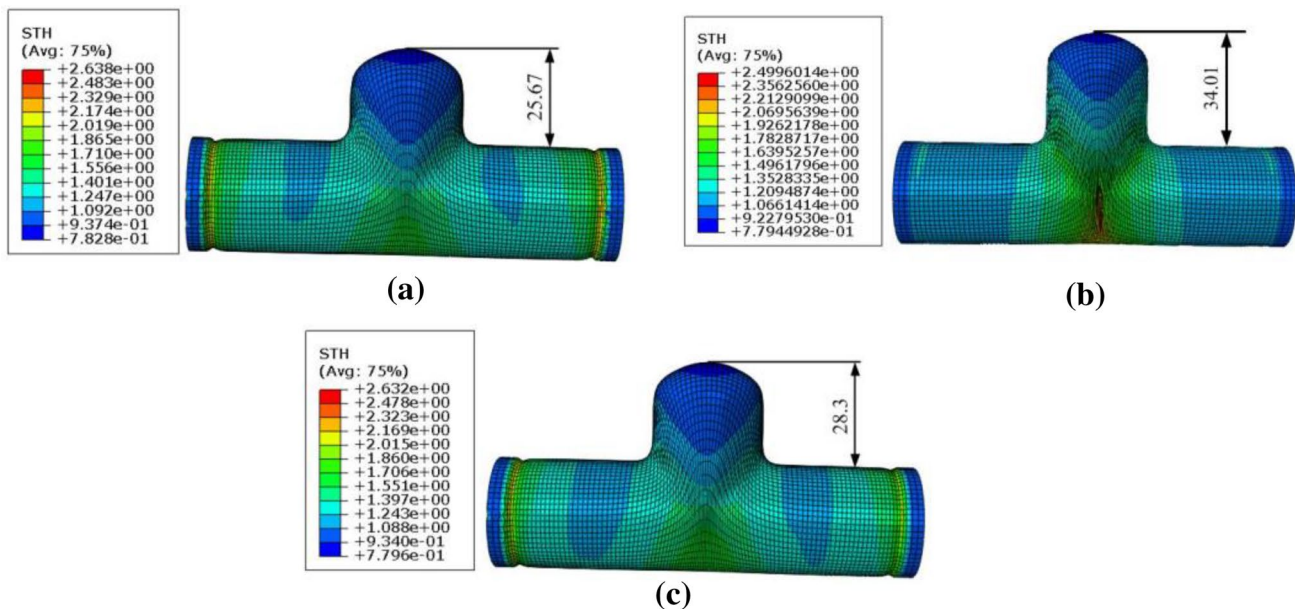 STH
(Avg: 75%)
+2.638e+00
+2.483e+00
+2.329e+00
+2.174e+00
+2.019e+00
+1.865e+00
+1.710e+00
+1.556e+00
+1.401e+00
+1.247e+00
+1.092e+00
+9.374e-01
+7.828e-01
25.67
(a)
STH
(Avg: 75%)
+2.4996014e+00
+2.3562560e+00
+2.2129099e+00
+2.0695639e+00
+1.9262178e+00
+1.7828717e+00
+1.6395257e+00
+1.4961796e+00
+1.3528335e+00
+1.2094874e+00
+1.0661414e+00
+9.2279530e-01
+7.7944928e-01
34.01
(b)
STH
(Avg: 75%)
+2.632e+00
+2.478e+00
+2.323e+00
+2.169e+00
+2.015e+00
+1.860e+00
+1.706e+00
+1.551e+00
+1.397e+00
+1.243e+00
+1.088e+00
+9.340e-01
+7.796e-01
28.3
(c)